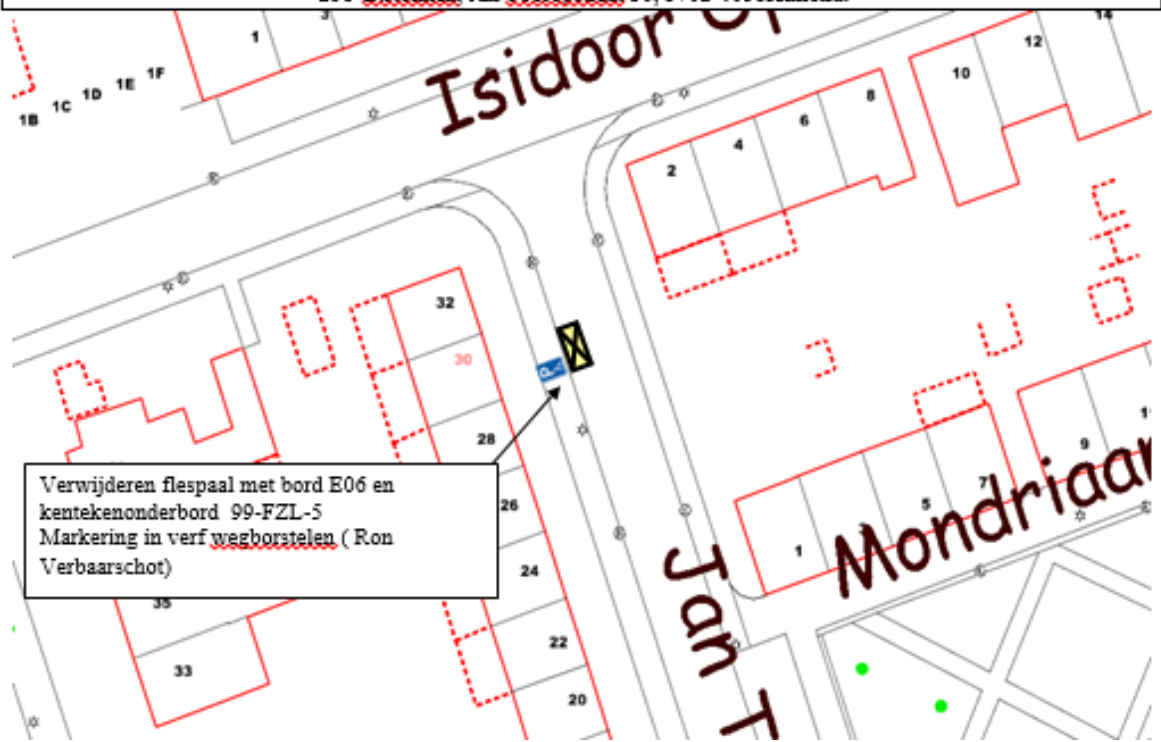 3
1
1F
1E
1D
1C
1B
Isidoor Op
14
12
10
8
6
4
2
32
30
28
26
24
22
20
Verwijderen flespaal met bord E06 en
kentekenonderbord 99-FZL-5
Markering in verf wegborstelen ( Ron
Verbaarschot)
35
33
P
1
5
7
9
Mondriaan
Jan T